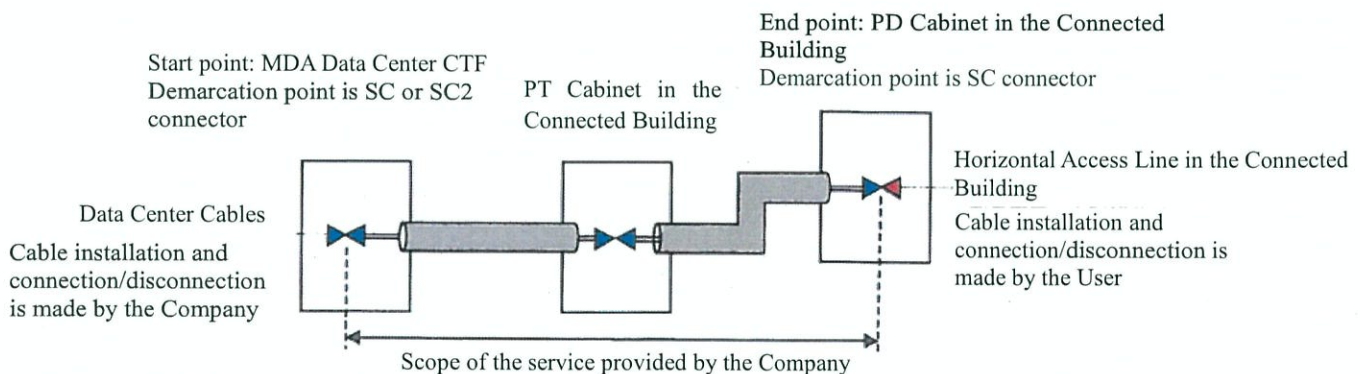 Start point: MDA Data Center CTF
Demarcation point is SC or SC2
connector
PT Cabinet in the
Connected Building
End point: PD Cabinet in the Connected
Building
Demarcation point is SC connector
Data Center Cables
Cable installation and
connection/disconnection
is made by the Company
Horizontal Access Line in the Connected
Building
Cable installation and
connection/disconnection is
made by the User
Scope of the service provided by the Company